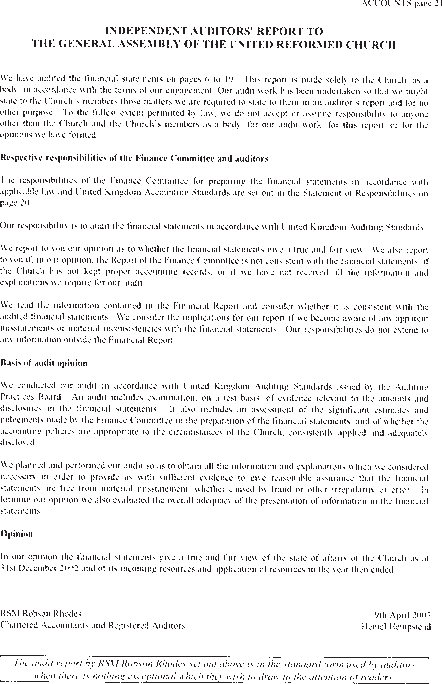 ACCOUNTS page 21
INDEPENDENT AUDITORS' REPORT TO
THE GENERAL ASSEMBLY OF THE UNITED REFORMED CHURCH
We have audited the financial statements on pages 6 to 19. This report is made solely to the Church, as a
body, in accordance with the terms of our engagement. Our audit work has been undertaken so that we might
state to the Church's members those matters we are required to state to them in an auditor's report and for no
other purpose. To the fullest extent permitted by law, we do not accept or assume responsibility to anyone
other than the Church and the Church's members as a body, for our audit work, for this report, or for the
opinions we have formed.
Respective responsibilities of the Finance Committee and auditors
The responsibilities of the Finance Committee for preparing the financial statements in accordance with
applicable law and United Kingdom Accounting Standards are set out in the Statement of Responsibilities on
page 20.
Our responsibility is to audit the financial statements in accordance with United Kingdom Auditing Standards.
We report to you our opinion as to whether the financial statements give a true and fair view. We also report
to you if, in our opinion, the Report of the Finance Committee is not consistent with the financial statements, if
the Church has not kept proper accounting records, or if we have not received all the information and
explanations we require for our audit.
We read the information contained in the Financial Report and consider whether it is consistent with the
audited financial statements. We consider the implications for our report if we become aware of any apparent
misstatements or material inconsistencies with the financial statements. Our responsibilities do not extend to
any information outside the Financial Report.
Basis of audit opinion
We conducted our audit in accordance with United Kingdom Auditing Standards issued by the Auditing
Practices Board. An audit includes examination, on a test basis, of evidence relevant to the amounts and
disclosures in the financial statements. It also includes an assessment of the significant estimates and
judgements made by the Finance Committee in the preparation of the financial statements, and of whether the
accounting policies are appropriate to the circumstances of the Church, consistently applied and adequately
disclosed.
We planned and performed our audit so as to obtain all the information and explanations which we considered
necessary in order to provide us with sufficient evidence to give reasonable assurance that the financial
statements are free from material misstatement, whether caused by fraud or other irregularity or error. In
forming our opinion we also evaluated the overall adequacy of the presentation of information in the financial
statements.
Opinion
In our opinion the financial statements give a true and fair view of the state of affairs of the Church as at
31st December 2002 and of its incoming resources and application of resources in the year then ended.
RSM Robson Rhodes 9th April 2003
Chartered Accountants and Registered Auditors Hemel Hempstead
The audit report by RSM Robson Rhodes set out above is in the standard form used by auditors
when there is nothing exceptional which they wish to draw to the attention of readers.